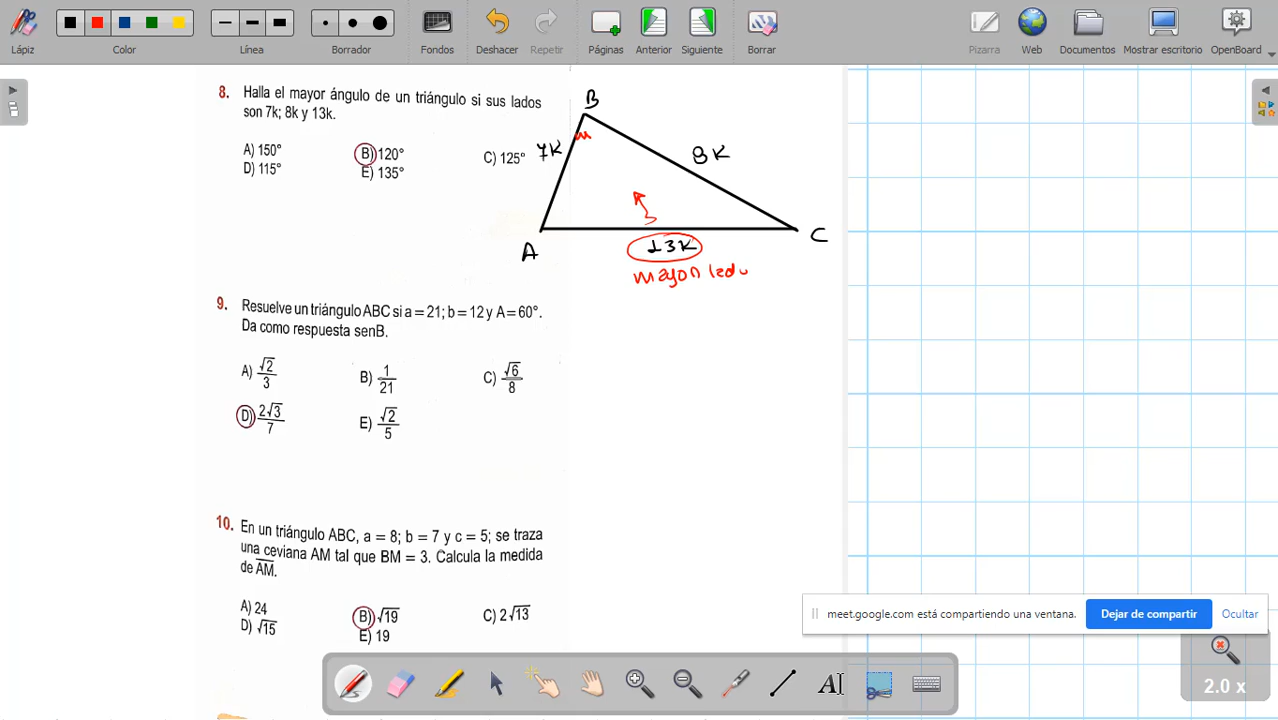 Lápiz
Color
Línea
Borrador
Fondos
Deshacer
Repetir
Páginas
Anterior
Siguiente
Borrar
Pizarra
Web
Documentos
Mostrar escritorio
OpenBoard
8. Halla el mayor ángulo de un triángulo si sus lados
son 7k; 8k y 13k.
A) 150°
B) 120°
C) 125°
D) 115°
E) 135°
B
7K
8K
A
13K
C
mayor lado
9. Resuelve un triángulo ABC si a = 21; b = 12 y A = 60°.
Da como respuesta senB.
A) √2/3
B) 1/21
C) √6/8
D) 2√3/7
E) √2/5
10. En un triángulo ABC, a = 8; b = 7 y c = 5; se traza
una ceviana AM tal que BM = 3. Calcula la medida
de AM.
A) 24
B) √19
C) 2√13
D) √15
E) 19
meet.google.com está compartiendo una ventana.
Dejar de compartir
Ocultar
2.0 x